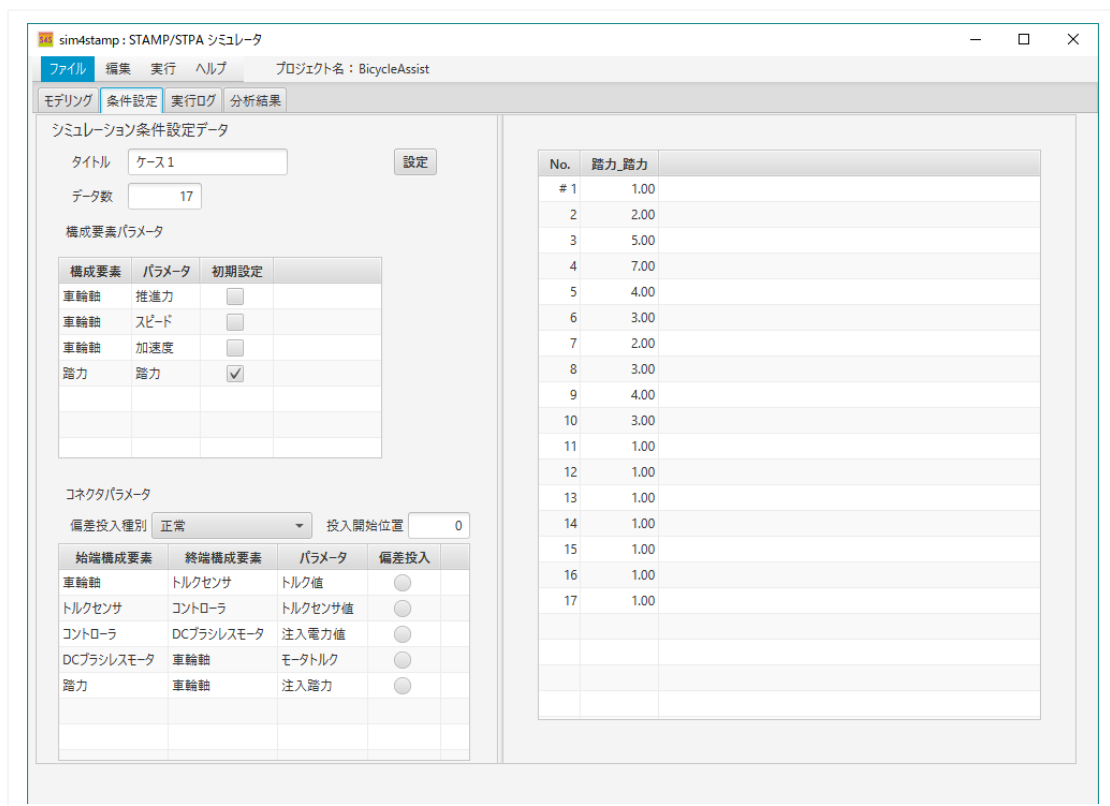 S4S sim4stamp : STAMP/STPA シミュレータ
ファイル 編集 実行 ヘルプ プロジェクト名：BicycleAssist
モデリング 条件設定 実行ログ 分析結果
シミュレーション条件設定データ
タイトル ケース1 設定
データ数 17
構成要素パラメータ
構成要素 パラメータ 初期設定
車輪軸 推進力
車輪軸 スピード
車輪軸 加速度
踏力 踏力
コネクタパラメータ
偏差投入種別 正常 投入開始位置 0
始端構成要素 終端構成要素 パラメータ 偏差投入
車輪軸 トルクセンサ トルク値
トルクセンサ コントローラ トルクセンサ値
コントローラ DCブラシレスモータ 注入電力値
DCブラシレスモータ 車輪軸 モータトルク
踏力 車輪軸 注入踏力
No. 踏力_踏力
# 1 1.00
2 2.00
3 5.00
4 7.00
5 4.00
6 3.00
7 2.00
8 3.00
9 4.00
10 3.00
11 1.00
12 1.00
13 1.00
14 1.00
15 1.00
16 1.00
17 1.00